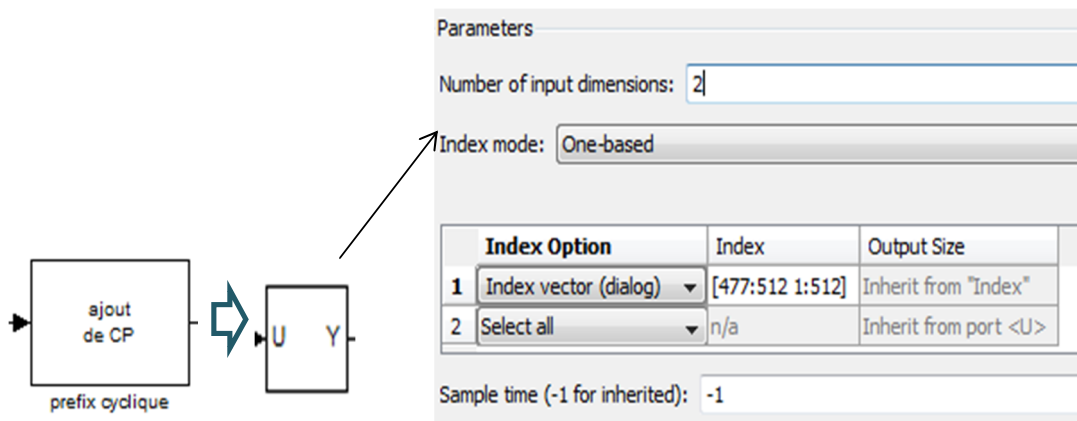 Parameters
Number of input dimensions: 2
Index mode: One-based
Index Option Index Output Size
1 Index vector (dialog) [477:512 1:512] Inherit from "Index"
2 Select all n/a Inherit from port <U>
Sample time (-1 for inherited): -1
ajout
de CP
prefix cyclique
U Y